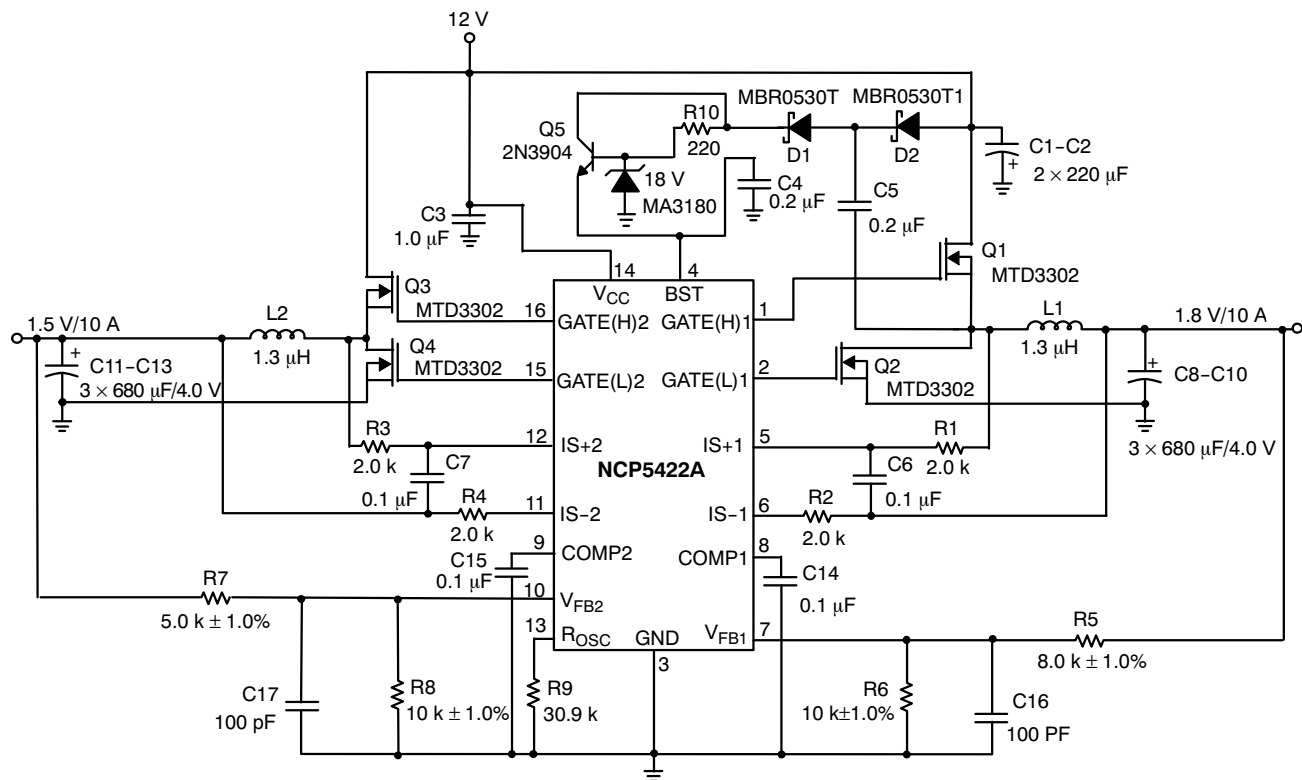 12 V
MBR0530T
MBR0530T1
Q5
2N3904
R10
220
D1
D2
C1–C2
2 × 220 μF
18 V
MA3180
C4
0.2 μF
C5
0.2 μF
C3
1.0 μF
14
4
VCC
BST
Q1
MTD3302
Q3
MTD3302
16
GATE(H)2
GATE(H)1
1
1.5 V/10 A
L2
1.3 μH
L1
1.3 μH
1.8 V/10 A
Q4
MTD3302
15
GATE(L)2
GATE(L)1
2
Q2
MTD3302
C11–C13
3 × 680 μF/4.0 V
C8–C10
3 × 680 μF/4.0 V
R3
2.0 k
12
IS+2
IS+1
5
R1
2.0 k
C7
0.1 μF
NCP5422A
C6
0.1 μF
R4
2.0 k
11
IS–2
IS–1
6
R2
2.0 k
9
COMP2
COMP1
8
C15
0.1 μF
C14
0.1 μF
R7
5.0 k ± 1.0%
10
VFB2
13
ROSC
GND
3
VFB1
7
R5
8.0 k ± 1.0%
C17
100 pF
R8
10 k ± 1.0%
R9
30.9 k
R6
10 k±1.0%
C16
100 PF